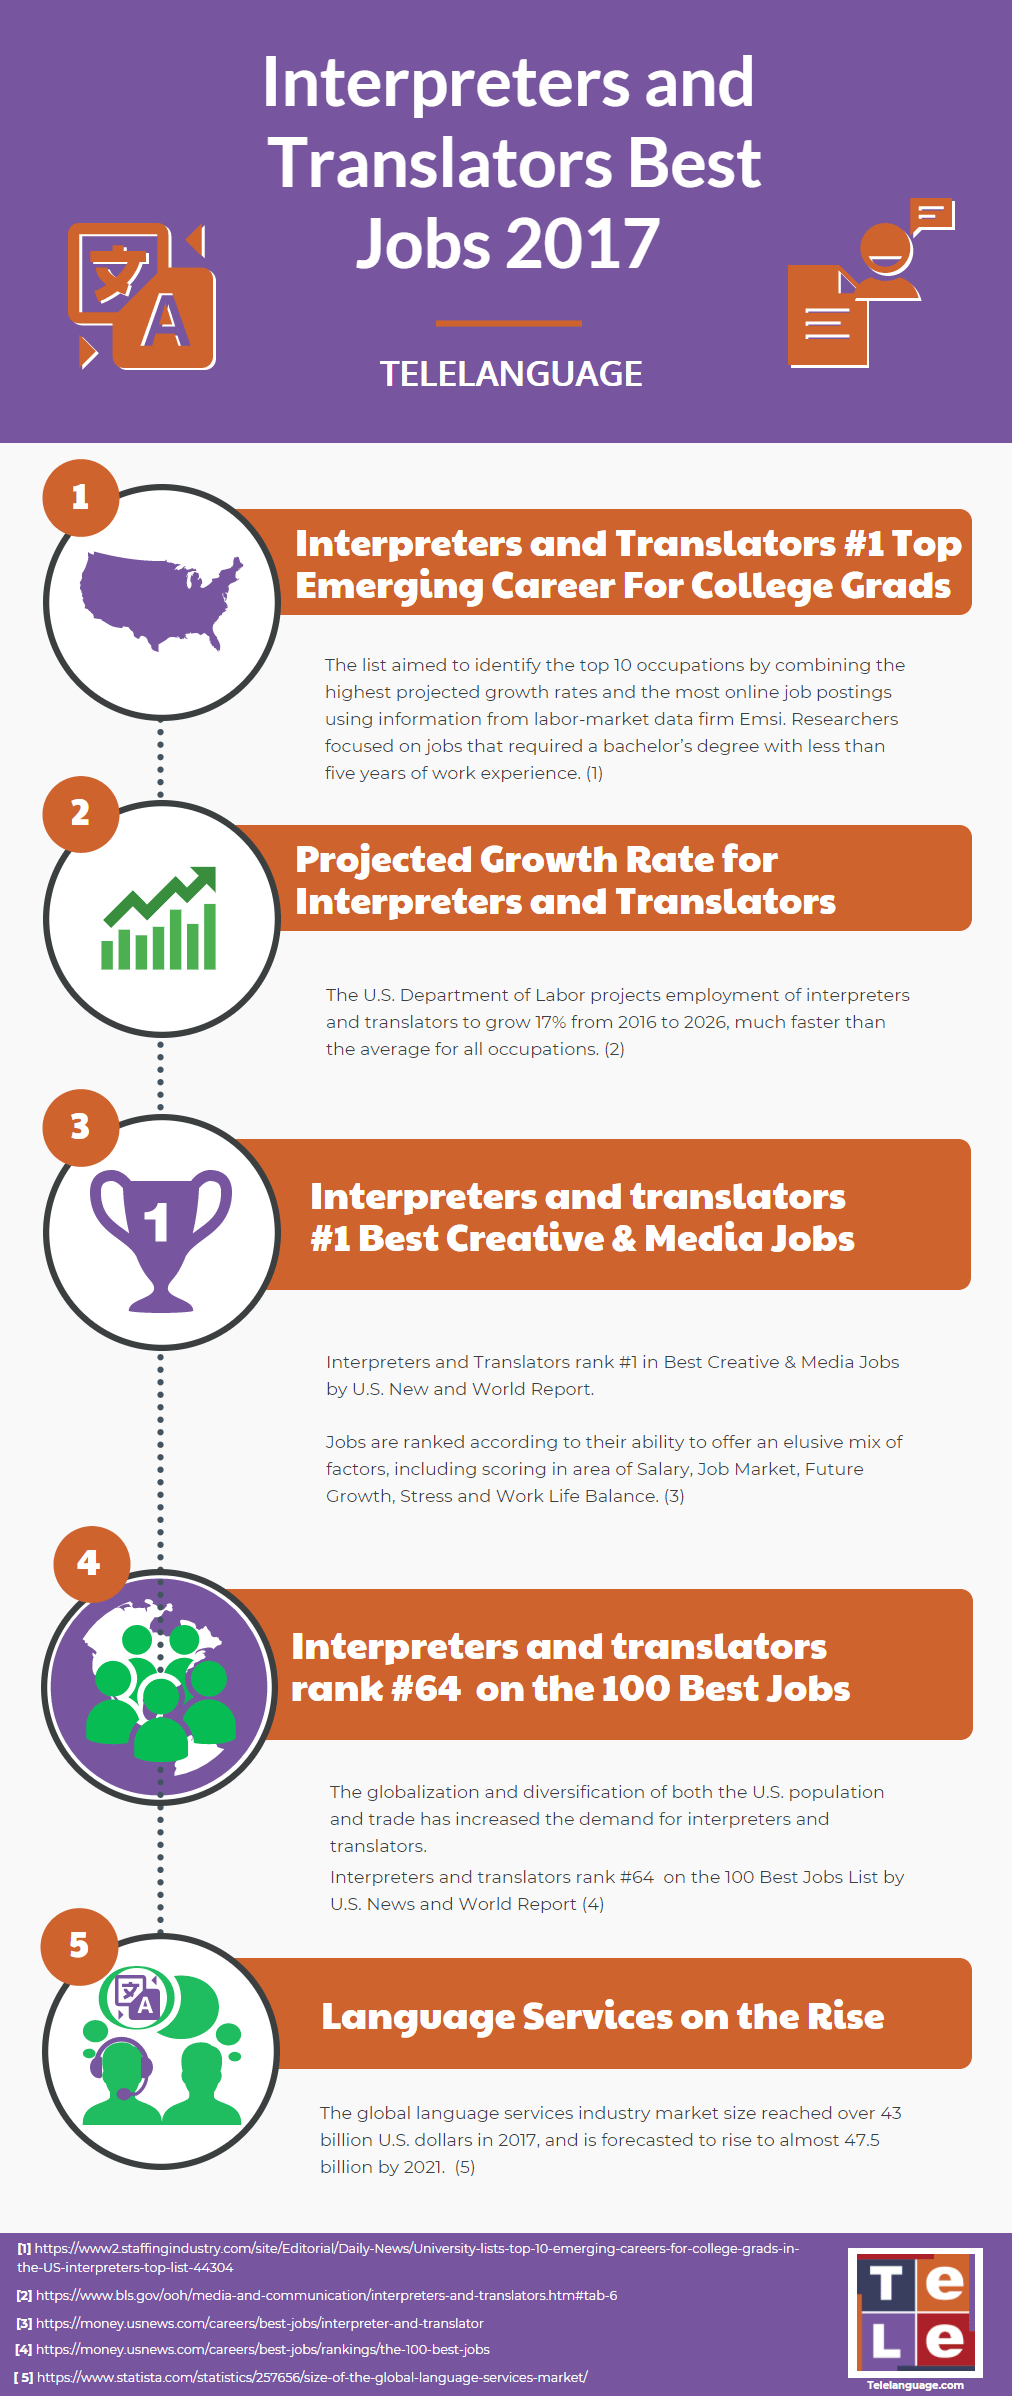 Interpreters and
Translators Best
Jobs 2017
文
A
TELELANGUAGE
1
Interpreters and Translators #1 Top
Emerging Career For College Grads
The list aimed to identify the top 10 occupations by combining the
highest projected growth rates and the most online job postings
using information from labor-market data firm Emsi. Researchers
focused on jobs that required a bachelor's degree with less than
five years of work experience. (1)
2
Projected Growth Rate for
Interpreters and Translators
The U.S. Department of Labor projects employment of interpreters
and translators to grow 17% from 2016 to 2026, much faster than
the average for all occupations. (2)
3
1
Interpreters and translators
#1 Best Creative & Media Jobs
Interpreters and Translators rank #1 in Best Creative & Media Jobs
by U.S. New and World Report.
Jobs are ranked according to their ability to offer an elusive mix of
factors, including scoring in area of Salary, Job Market, Future
Growth, Stress and Work Life Balance. (3)
4
Interpreters and translators
rank #64 on the 100 Best Jobs
The globalization and diversification of both the U.S. population
and trade has increased the demand for interpreters and
translators.
Interpreters and translators rank #64 on the 100 Best Jobs List by
U.S. News and World Report (4)
5
文
A
Language Services on the Rise
The global language services industry market size reached over 43
billion U.S. dollars in 2017, and is forecasted to rise to almost 47.5
billion by 2021. (5)
[1] https://www2.staffingindustry.com/site/Editorial/Daily-News/University-lists-top-10-emerging-careers-for-college-grads-in-
the-US-interpreters-top-list-44304
[2] https://www.bls.gov/ooh/media-and-communication/interpreters-and-translators.htm#tab-6
[3] https://money.usnews.com/careers/best-jobs/interpreter-and-translator
[4] https://money.usnews.com/careers/best-jobs/rankings/the-100-best-jobs
[ 5] https://www.statista.com/statistics/257656/size-of-the-global-language-services-market/
Te
Le
Telelanguage.com